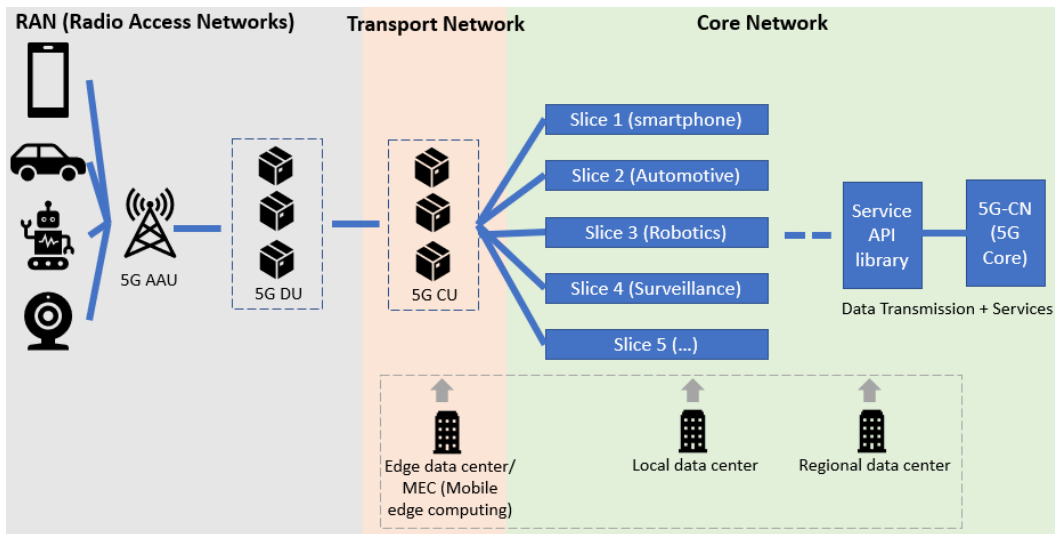 RAN (Radio Access Networks)
Transport Network
Core Network
5G AAU
5G DU
5G CU
Slice 1 (smartphone)
Slice 2 (Automotive)
Slice 3 (Robotics)
Slice 4 (Surveillance)
Slice 5 (...)
Service
API
library
5G-CN
(5G
Core)
Data Transmission + Services
Edge data center/
MEC (Mobile
edge computing)
Local data center
Regional data center